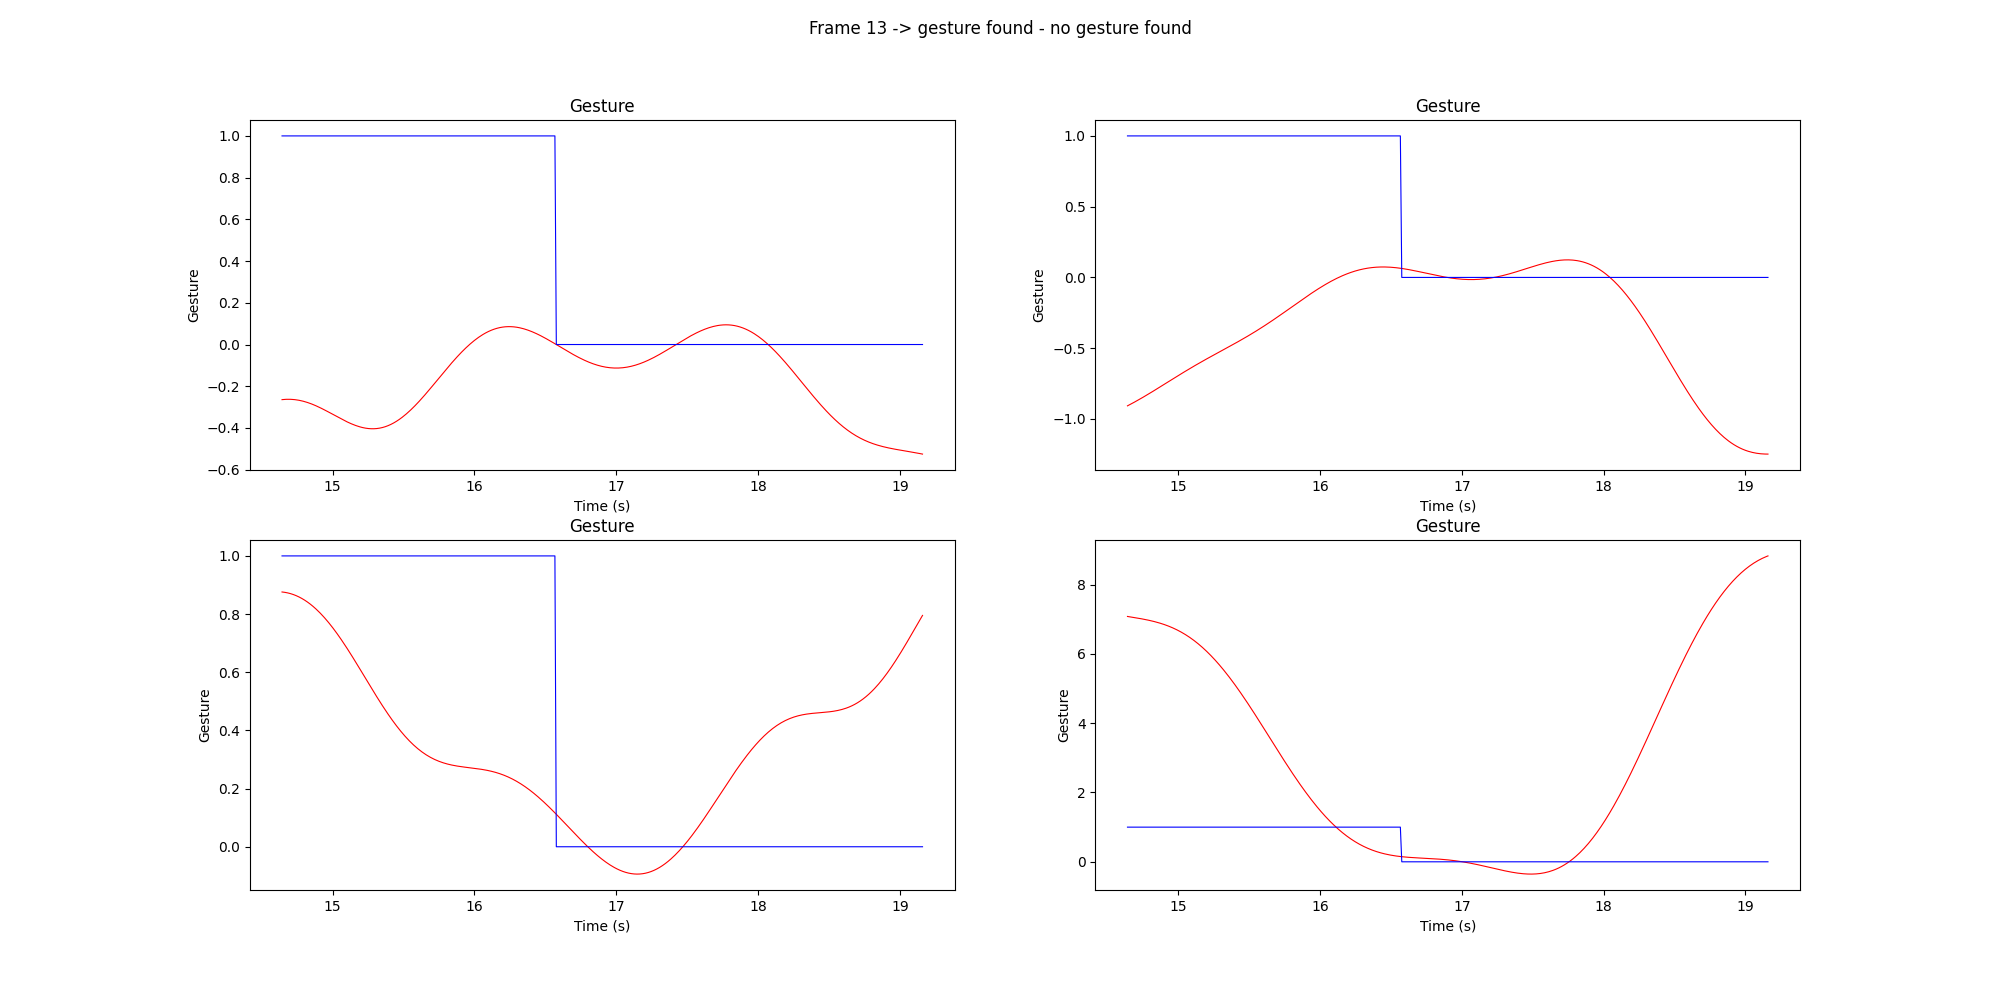 Frame 13 -> gesture found - no gesture found
Gesture
1.0
0.8
0.6
0.4
0.2
0.0
−0.2
−0.4
−0.6
Gesture
15 16 17 18 19
Time (s)
Gesture
1.0
0.5
0.0
−0.5
−1.0
Gesture
15 16 17 18 19
Time (s)
Gesture
1.0
0.8
0.6
0.4
0.2
0.0
Gesture
15 16 17 18 19
Time (s)
Gesture
8
6
4
2
0
Gesture
15 16 17 18 19
Time (s)